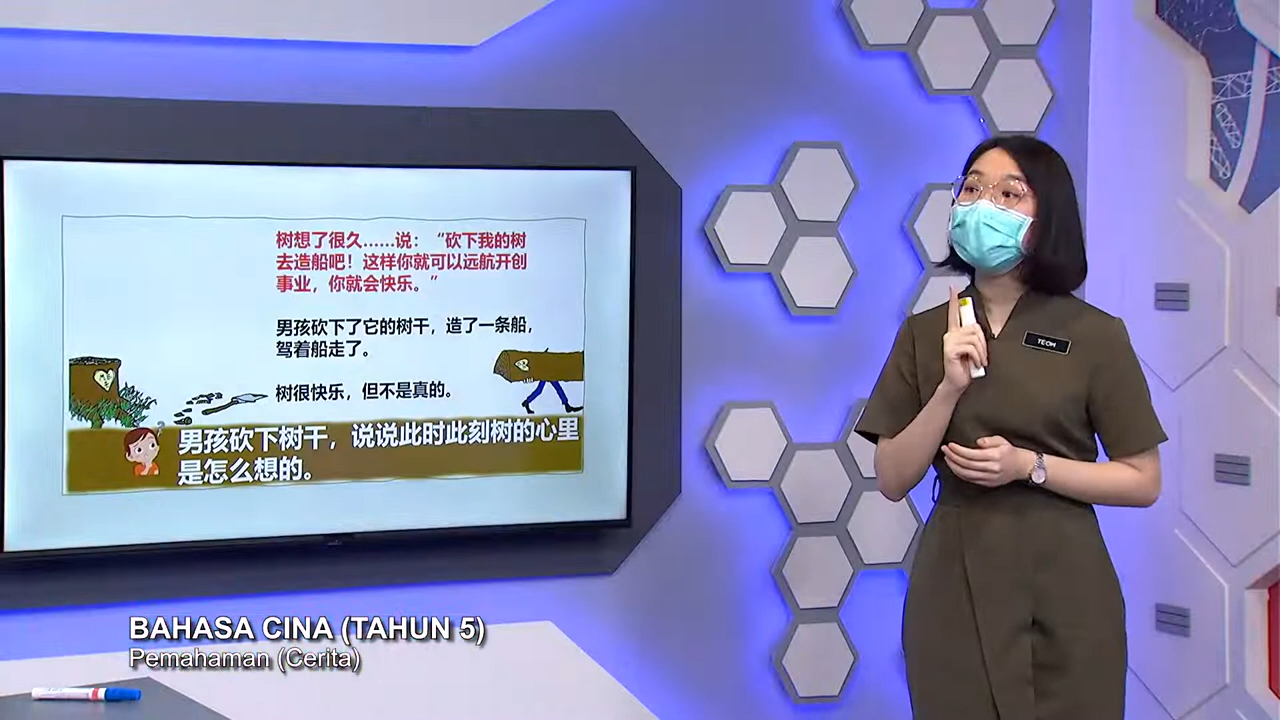 树想了很久……说：“砍下我的树
去造船吧！这样你就可以远航开创
事业，你就会快乐。”
男孩砍下了它的树干，造了一条船，
驾着船走了。
树很快乐，但不是真的。
男孩砍下树干，说说此时此刻树的心里
是怎么想的。
TEOH
BAHASA CINA (TAHUN 5)
Pemahaman (Cerita)